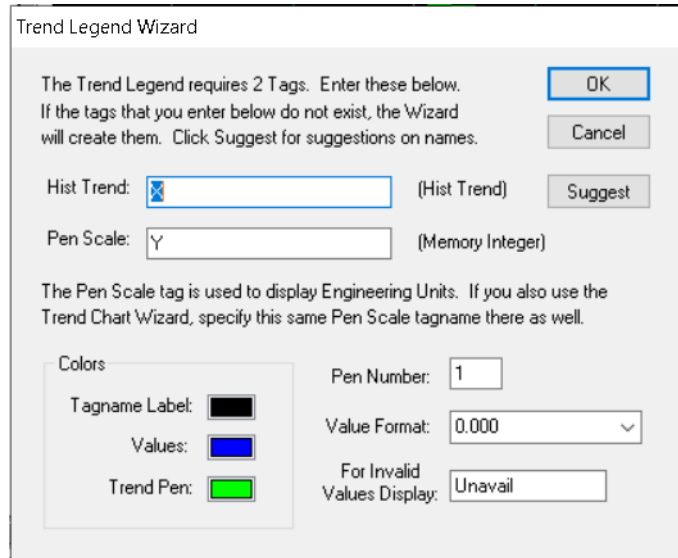 Trend Legend Wizard
The Trend Legend requires 2 Tags. Enter these below.
If the tags that you enter below do not exist, the Wizard
will create them. Click Suggest for suggestions on names.
OK
Cancel
Hist Trend: X (Hist Trend) Suggest
Pen Scale: Y (Memory Integer)
The Pen Scale tag is used to display Engineering Units. If you also use the
Trend Chart Wizard, specify this same Pen Scale tagname there as well.
Colors
Tagname Label:
Values:
Trend Pen:
Pen Number: 1
Value Format: 0.000
For Invalid
Values Display: Unavail